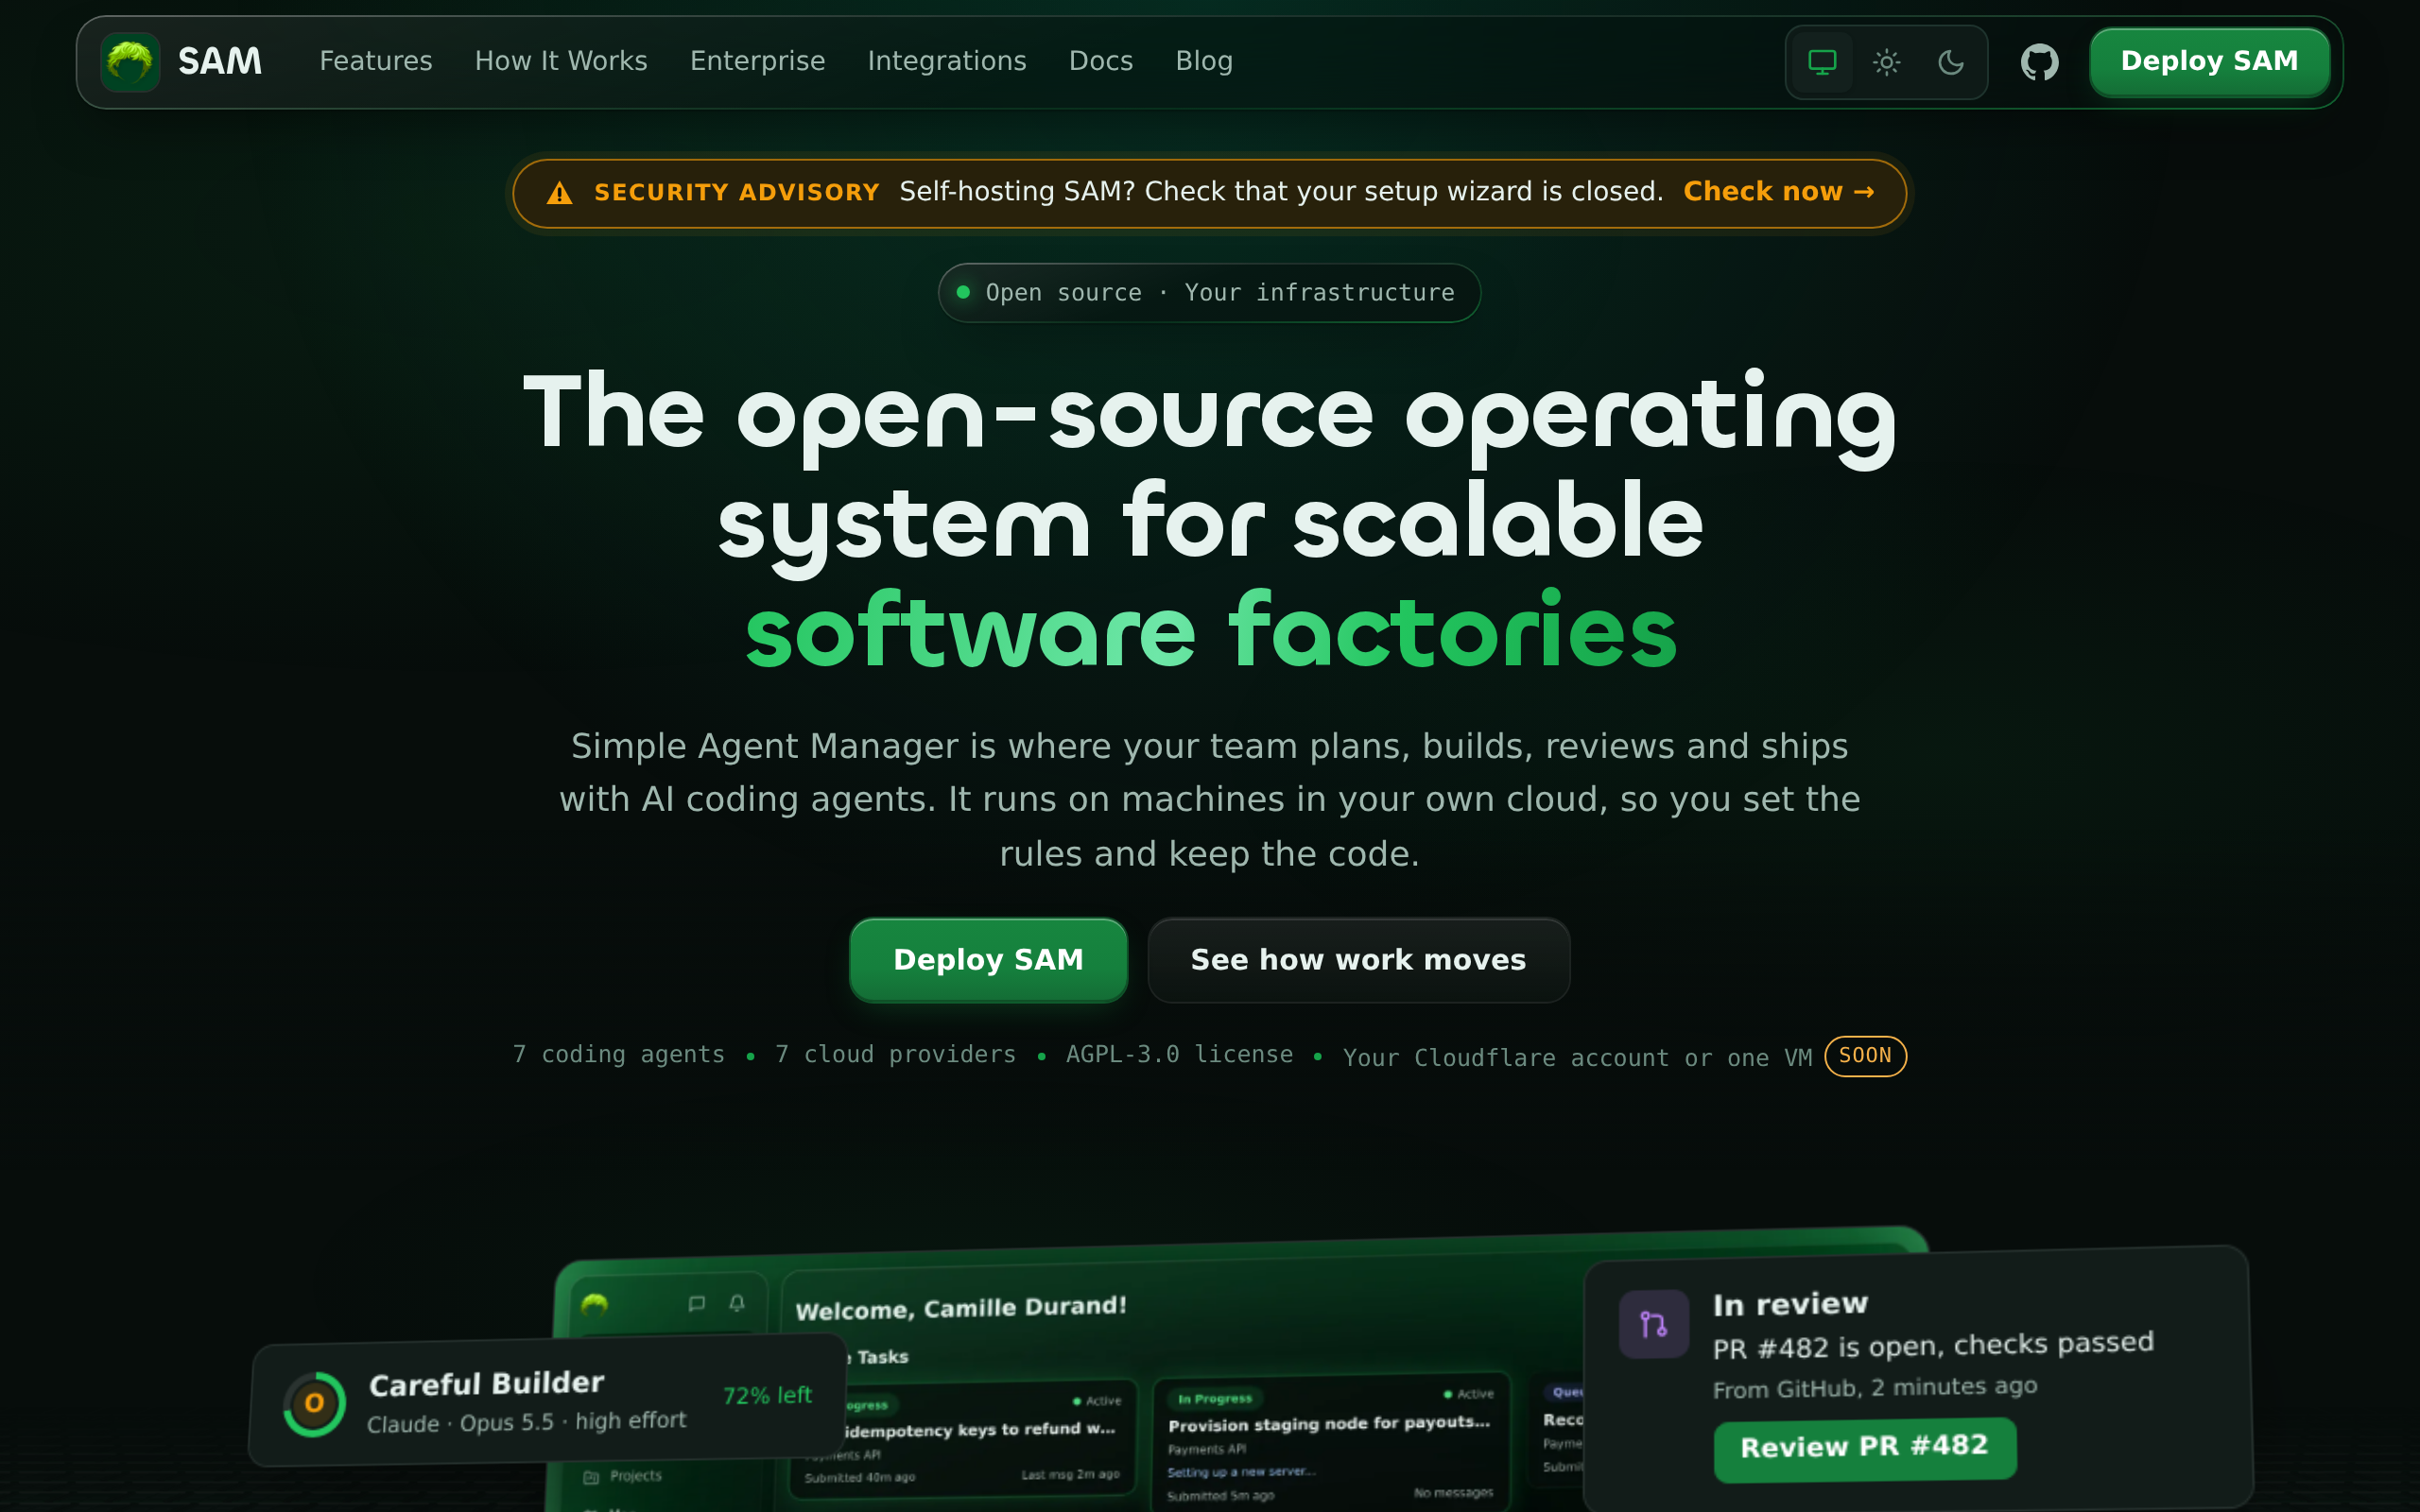 SAM Features How It Works Enterprise Integrations Docs Blog Deploy SAM
SECURITY ADVISORY Self-hosting SAM? Check that your setup wizard is closed. Check now →
Open source · Your infrastructure
The open-source operating
system for scalable
software factories
Simple Agent Manager is where your team plans, builds, reviews and ships
with AI coding agents. It runs on machines in your own cloud, so you set the
rules and keep the code.
Deploy SAM See how work moves
7 coding agents • 7 cloud providers • AGPL-3.0 license • Your Cloudflare account or one VM SOON
Welcome, Camille Durand!
Tasks
Careful Builder
Claude · Opus 5.5 · high effort
72% left
O
Active
idempotency keys to refund w...
Submitted 40m ago Last msg 2m ago
In Progress Active
Provision staging node for payouts...
Payments API
Setting up a new server...
Submitted 5m ago No messages
In review
PR #482 is open, checks passed
From GitHub, 2 minutes ago
Review PR #482
Projects